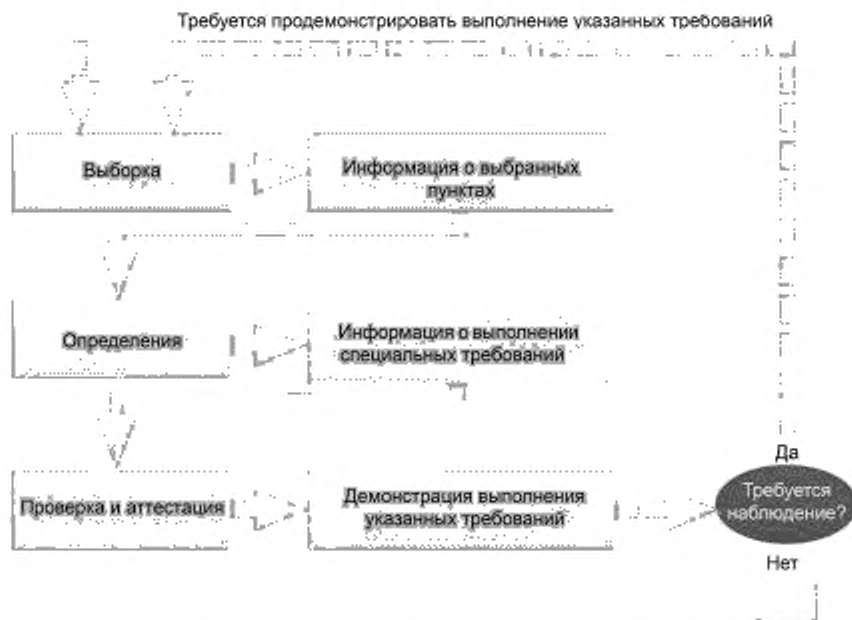 Требуется продемонстрировать выполнение указанных требований
Выборка
Информация о выбранных
пунктах
Определения
Информация о выполнении
специальных требований
Проверка и аттестация
Демонстрация выполнения
указанных требований
Да
Требуется
наблюдение?
Нет